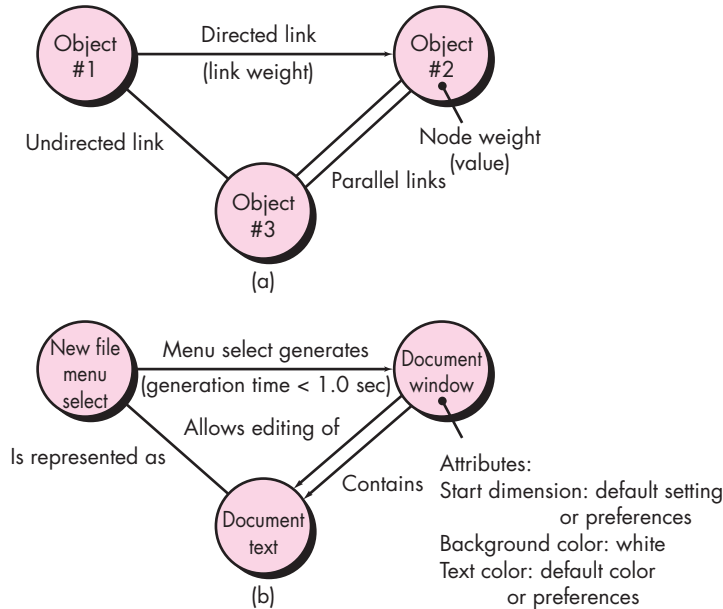 Object
#1
Directed link
(link weight)
Object
#2
Undirected link
Node weight
(value)
Parallel links
Object
#3
(a)
New file
menu
select
Menu select generates
(generation time < 1.0 sec)
Document
window
Allows editing of
Is represented as
Contains
Attributes:
Start dimension: default setting
or preferences
Background color: white
Text color: default color
or preferences
Document
text
(b)